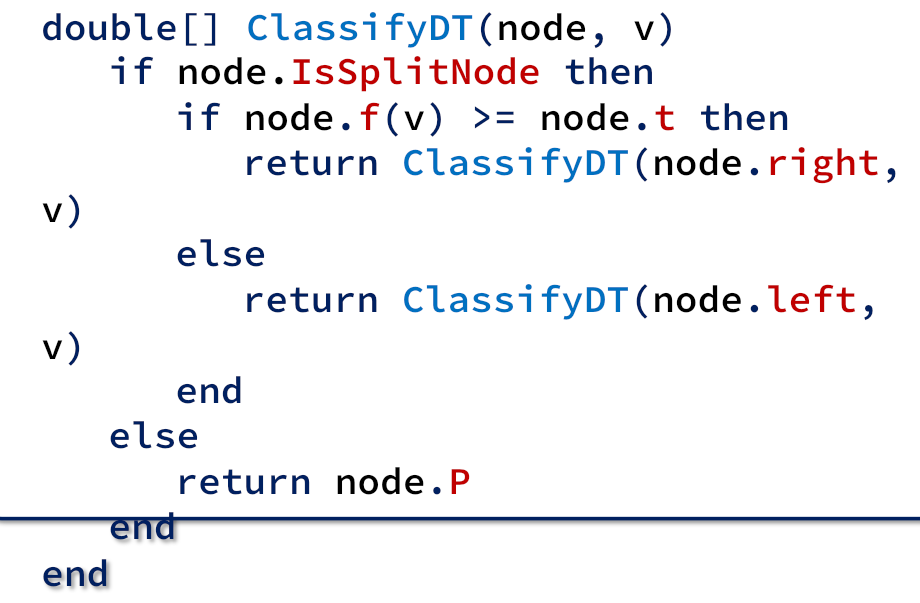 double[] ClassifyDT(node, v)
if node.IsSplitNode then
if node.f(v) >= node.t then
return ClassifyDT(node.right,
v)
else
return ClassifyDT(node.left,
v)
end
else
return node.P
end
end